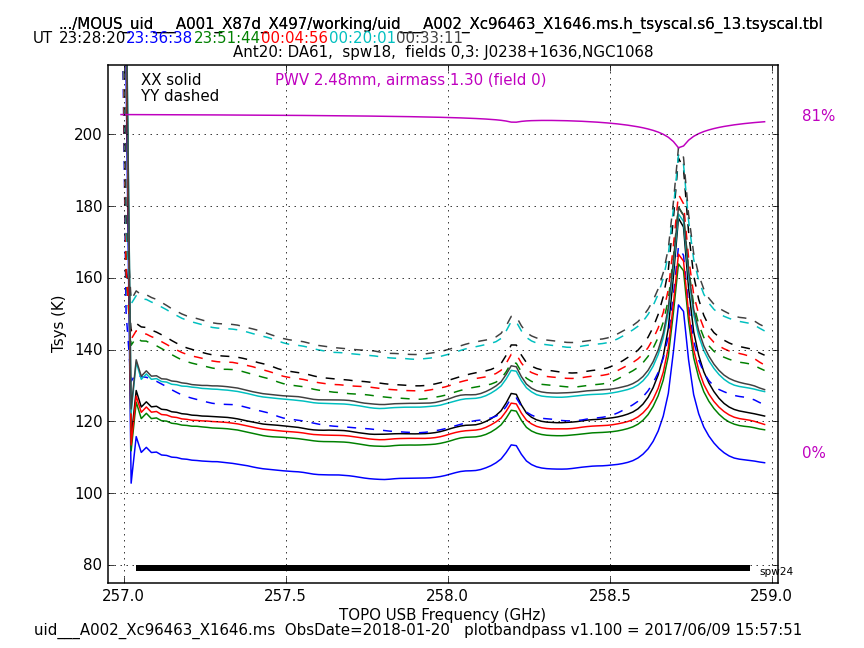 .../MOUS_uid___A001_X87d_X497/working/uid___A002_Xc96463_X1646.ms.h_tsyscal.s6_13.tsyscal.tbl
UT 23:28:20 23:36:38 23:51:44 00:04:56 00:20:01 00:33:11
Ant20: DA61, spw18, fields 0,3: J0238+1636,NGC1068
XX solid
YY dashed
PWV 2.48mm, airmass 1.30 (field 0)
81%
0%
Tsys (K)
200
180
160
140
120
100
80
spw24
257.0 257.5 258.0 258.5 259.0
TOPO USB Frequency (GHz)
uid___A002_Xc96463_X1646.ms ObsDate=2018-01-20 plotbandpass v1.100 = 2017/06/09 15:57:51